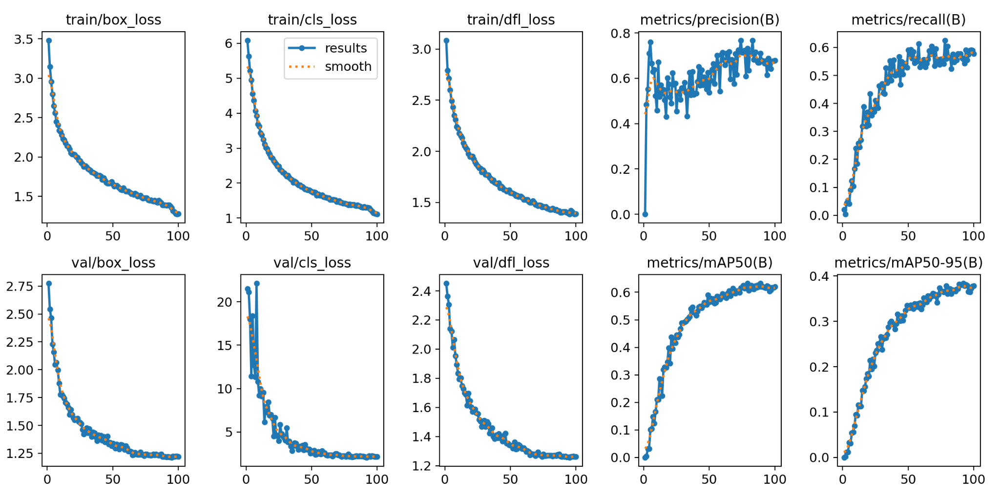 train/box_loss
3.5
3.0
2.5
2.0
1.5
0 50 100
train/cls_loss
results
smooth
6
5
4
3
2
1
0 50 100
train/dfl_loss
3.0
2.5
2.0
1.5
0 50 100
metrics/precision(B)
0.8
0.6
0.4
0.2
0.0
0 50 100
metrics/recall(B)
0.6
0.5
0.4
0.3
0.2
0.1
0.0
0 50 100
val/box_loss
2.75
2.50
2.25
2.00
1.75
1.50
1.25
0 50 100
val/cls_loss
20
15
10
5
0 50 100
val/dfl_loss
2.4
2.2
2.0
1.8
1.6
1.4
1.2
0 50 100
metrics/mAP50(B)
0.6
0.5
0.4
0.3
0.2
0.1
0.0
0 50 100
metrics/mAP50-95(B)
0.4
0.3
0.2
0.1
0.0
0 50 100